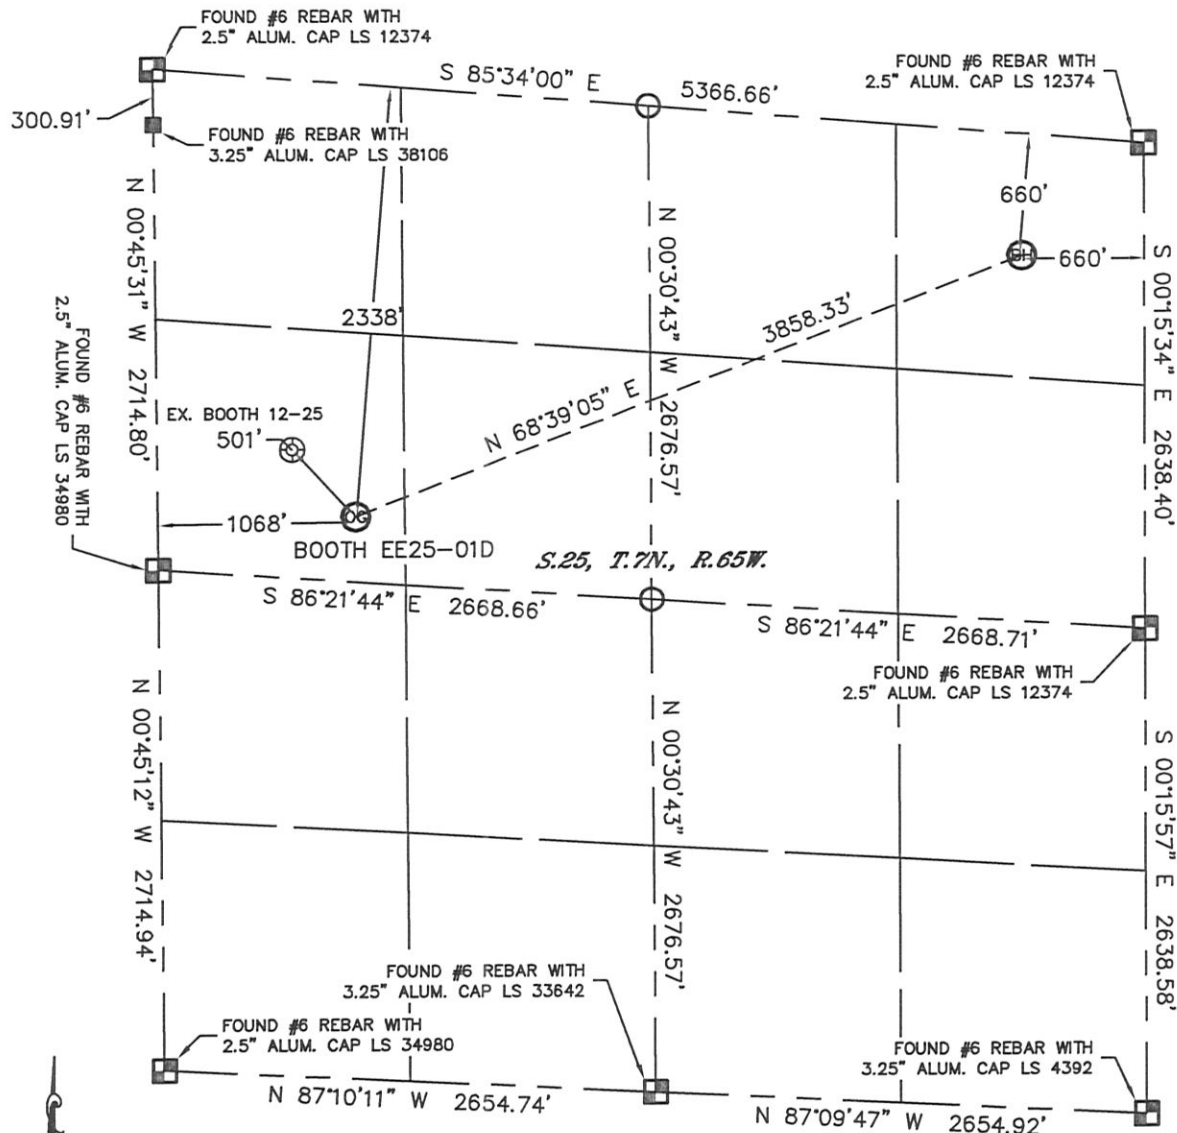 FOUND #6 REBAR WITH
2.5" ALUM. CAP LS 12374
S 85°34'00" E 5366.66'
FOUND #6 REBAR WITH
2.5" ALUM. CAP LS 12374
300.91'
FOUND #6 REBAR WITH
3.25" ALUM. CAP LS 38106
N 00°45'31" W 2714.80'
N 00°30'43" W 2676.57'
660'
BH
660'
S 00°15'34" E 2638.40'
2338'
3858.33'
N 68°39'05" E
FOUND #6 REBAR WITH
2.5" ALUM. CAP LS 34980
EX. BOOTH 12-25
501'
1068'
OG
BOOTH EE25-01D
S.25, T.7N., R.65W.
S 86°21'44" E 2668.66'
S 86°21'44" E 2668.71'
FOUND #6 REBAR WITH
2.5" ALUM. CAP LS 12374
N 00°45'12" W 2714.94'
N 00°30'43" W 2676.57'
S 00°15'57" E 2638.58'
FOUND #6 REBAR WITH
3.25" ALUM. CAP LS 33642
FOUND #6 REBAR WITH
2.5" ALUM. CAP LS 34980
FOUND #6 REBAR WITH
3.25" ALUM. CAP LS 4392
N 87°10'11" W 2654.74'
N 87°09'47" W 2654.92'